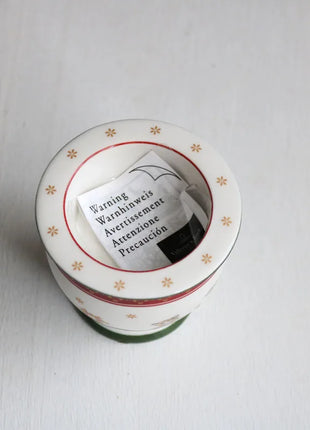 Warning
Warnhinweis
Avertissement
Attenzione
Precaución